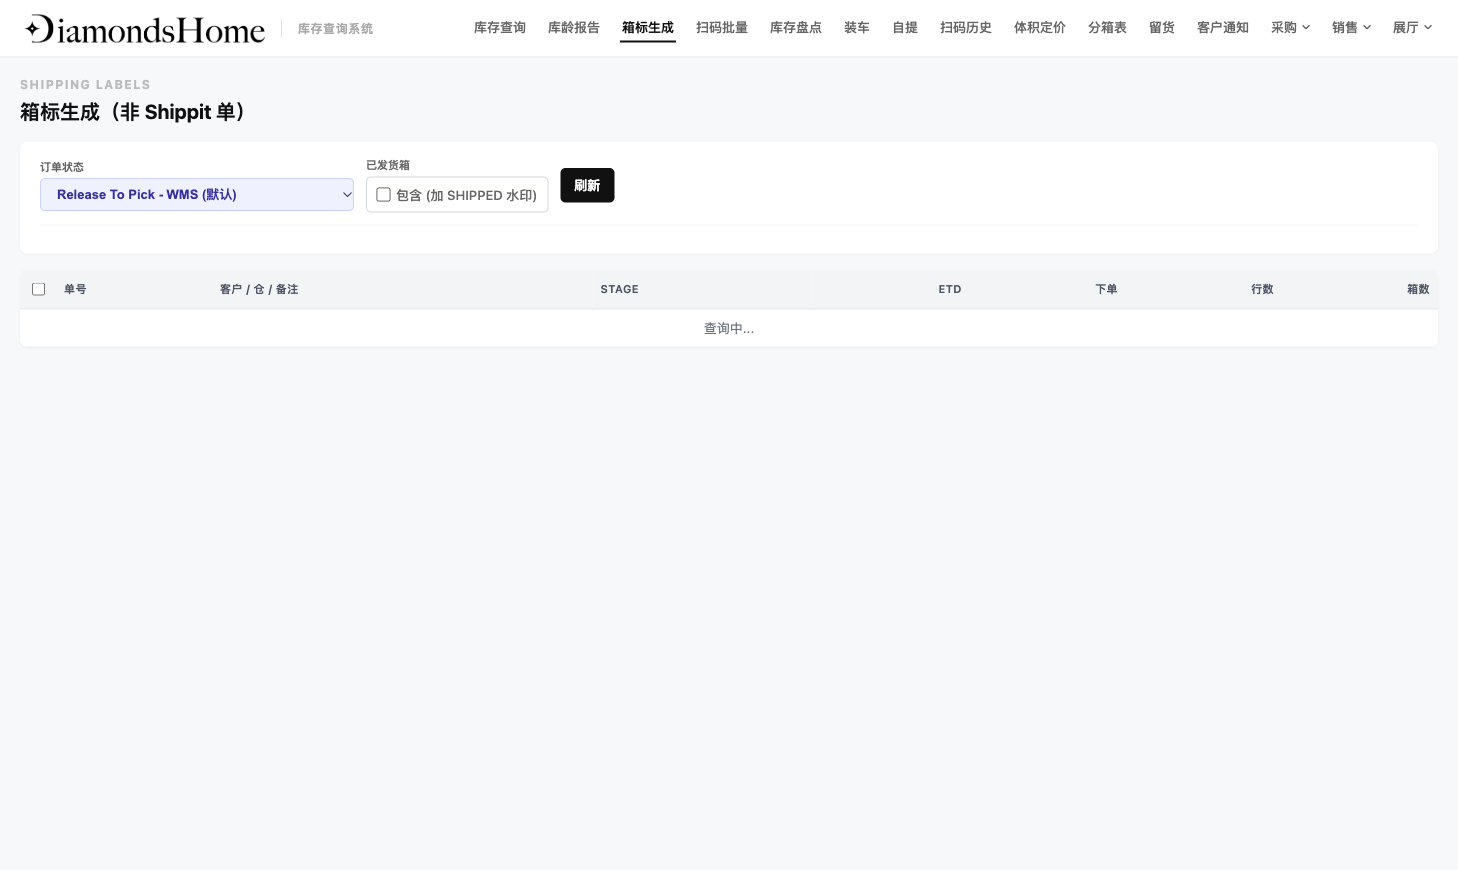 DiamondsHome
库存查询系统
库存查询 库龄报告 箱标生成 扫码批量 库存盘点 装车 自提 扫码历史 体积定价 分箱表 留货 客户通知 采购 销售 展厅
SHIPPING LABELS
箱标生成（非 Shippit 单）
订单状态
Release To Pick - WMS (默认)
已发货箱
包含 (加 SHIPPED 水印)
刷新
单号 客户 / 仓 / 备注 STAGE ETD 下单 行数 箱数
查询中...